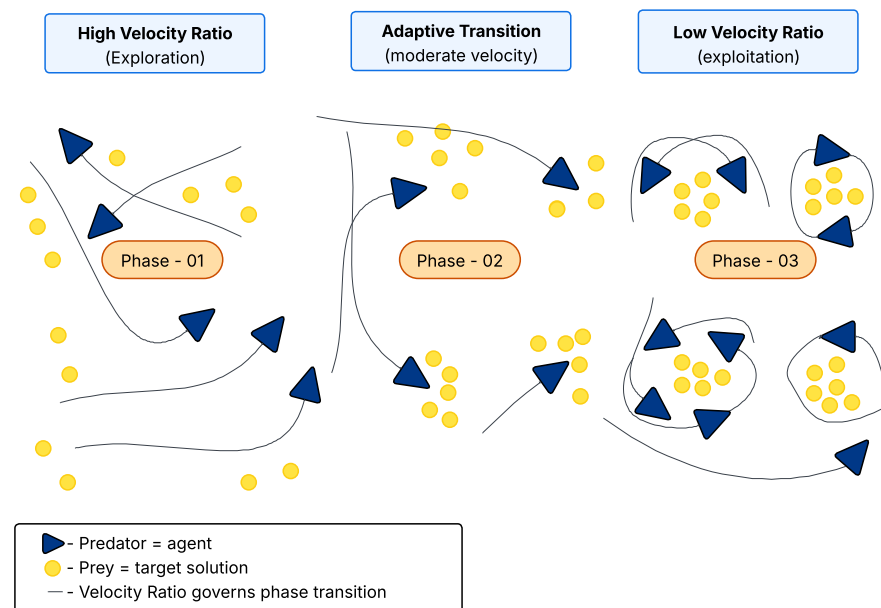 High Velocity Ratio
(Exploration)
Adaptive Transition
(moderate velocity)
Low Velocity Ratio
(exploitation)
Phase - 01
Phase - 02
Phase - 03
- Predator = agent
- Prey = target solution
- Velocity Ratio governs phase transition